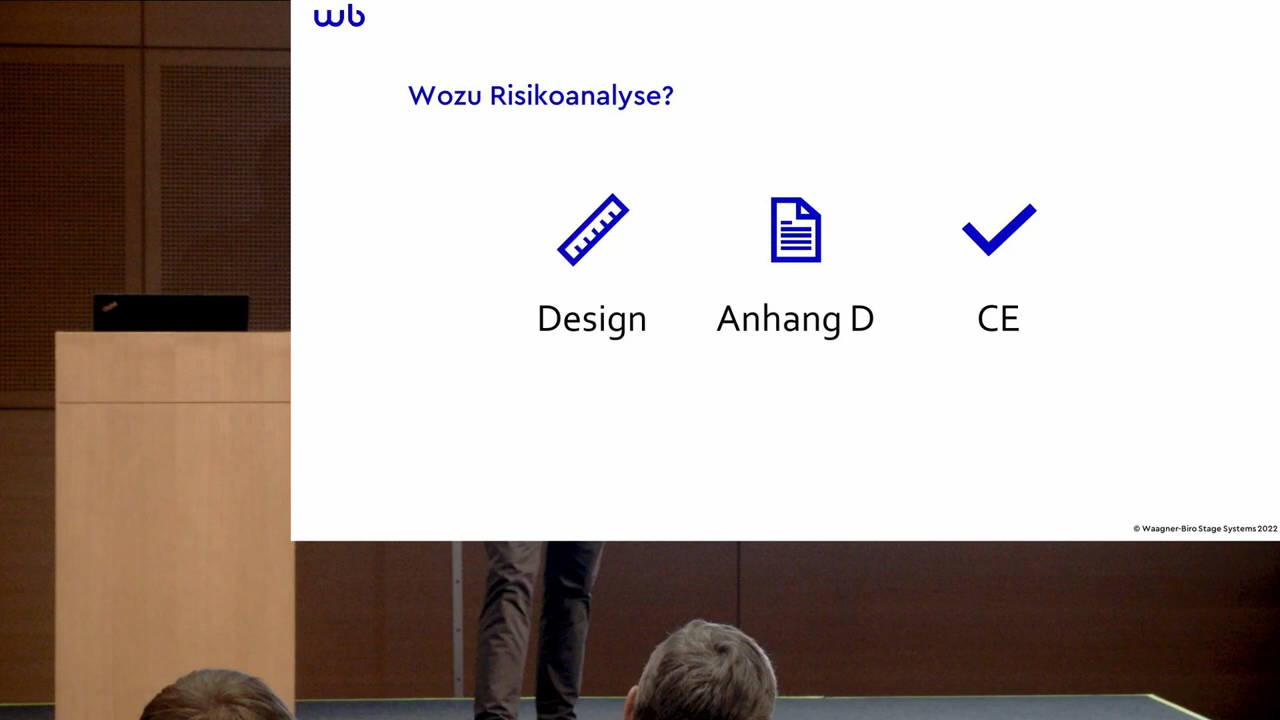 wb
Wozu Risikoanalyse?
Design
Anhang D
CE
© Waagner-Biro Stage Systems 2022